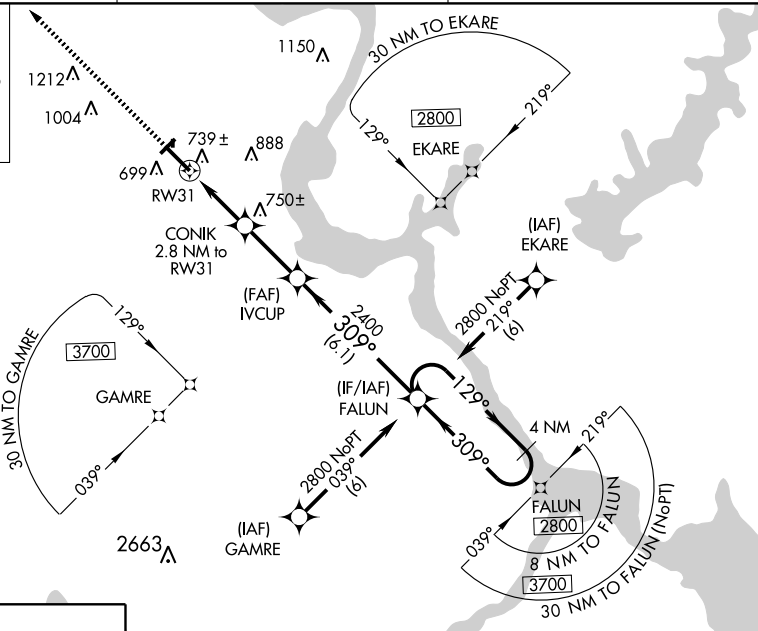 1150
30 NM TO EKARE
1212
1004
129°
219°
2800
EKARE
739±
888
699
RW31
750±
CONIK
2.8 NM to
RW31
(IAF)
EKARE
(FAF)
IVCUP
2800 NoPT
219°
(6)
2400
309°
(6.1)
30 NM TO GAMRE
129°
3700
GAMRE
039°
(IF/IAF)
FALUN
129°
309°
4 NM
2800 NoPT
039°
(6)
(IAF)
GAMRE
219°
FALUN
2800
039°
8 NM TO FALUN
3700
30 NM TO FALUN (NoPT)
2663